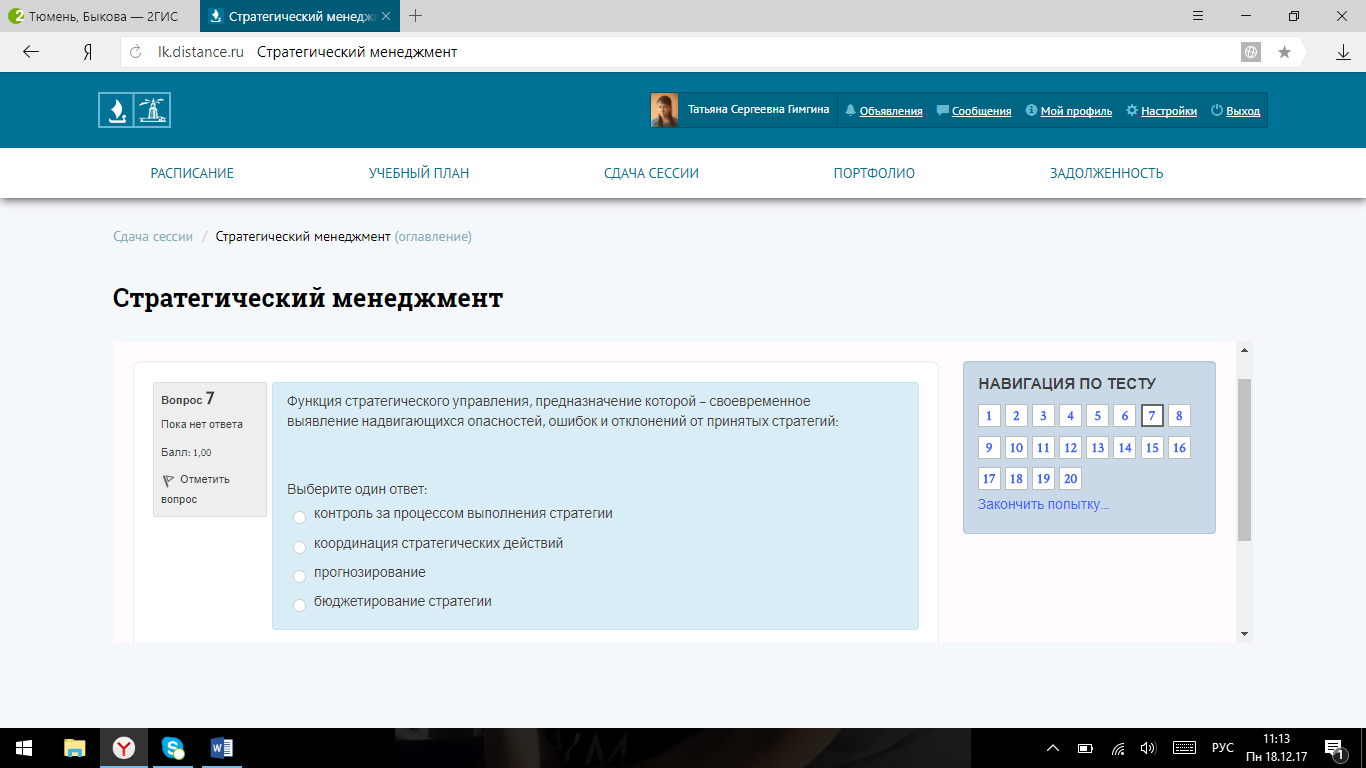 Тюмень, Быкова — 2ГИС
Стратегический менедж
lk.distance.ru Стратегический менеджмент
Татьяна Сергеевна Гимгина Объявления Сообщения Мой профиль Настройки Выход
РАСПИСАНИЕ УЧЕБНЫЙ ПЛАН СДАЧА СЕССИИ ПОРТФОЛИО ЗАДОЛЖЕННОСТЬ
Сдача сессии / Стратегический менеджмент (оглавление)
Стратегический менеджмент
Вопрос 7
Пока нет ответа
Балл: 1,00
Отметить
вопрос
Функция стратегического управления, предназначение которой – своевременное
выявление надвигающихся опасностей, ошибок и отклонений от принятых стратегий:
Выберите один ответ:
контроль за процессом выполнения стратегии
координация стратегических действий
прогнозирование
бюджетирование стратегии
НАВИГАЦИЯ ПО ТЕСТУ
1 2 3 4 5 6 7 8
9 10 11 12 13 14 15 16
17 18 19 20
Закончить попытку...
РУС
11:13
Пн 18.12.17
1